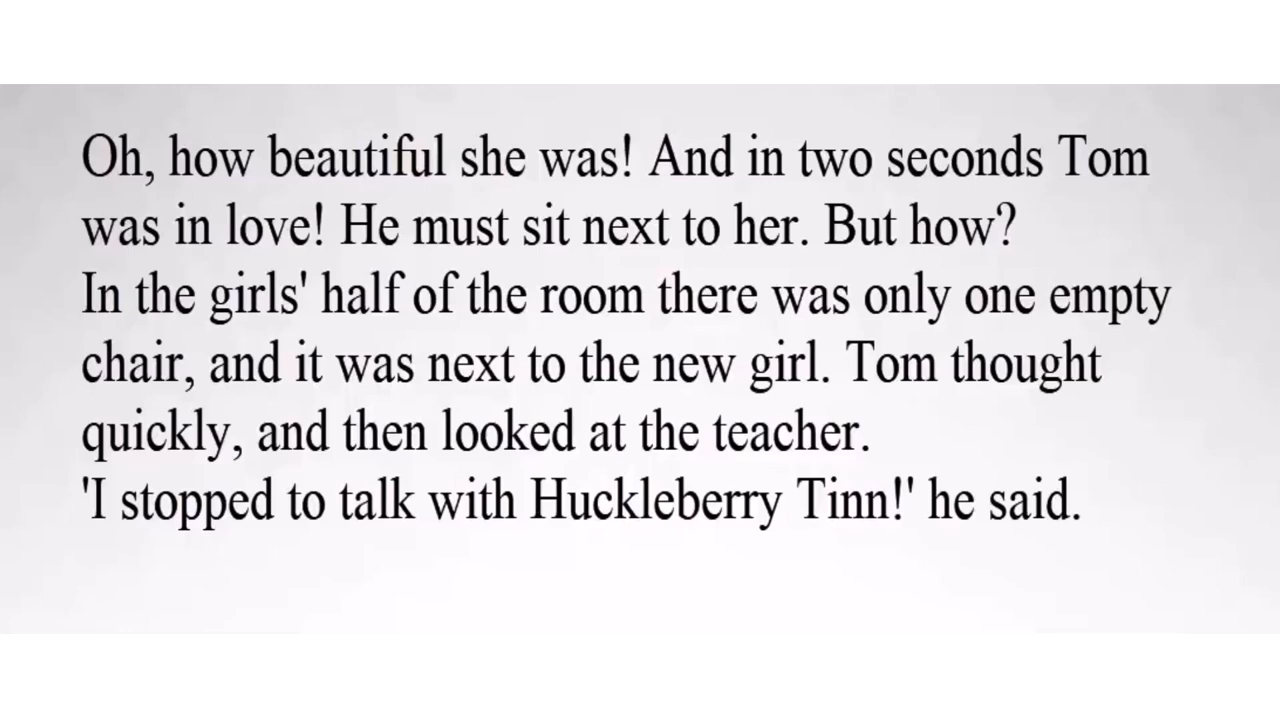 Oh, how beautiful she was! And in two seconds Tom
was in love! He must sit next to her. But how?
In the girls' half of the room there was only one empty
chair, and it was next to the new girl. Tom thought
quickly, and then looked at the teacher.
'I stopped to talk with Huckleberry Tinn!' he said.